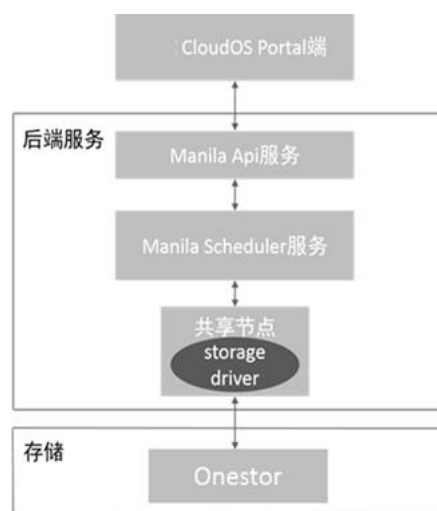 CloudOS Portal端
后端服务
Manila Api服务
Manila Scheduler服务
共享节点
storage
driver
存储
Onestor